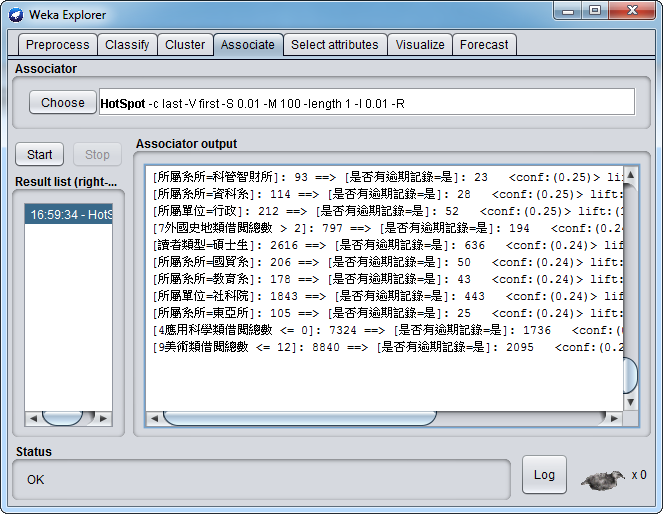 Weka Explorer
Preprocess Classify Cluster Associate Select attributes Visualize Forecast
Associator
Choose HotSpot -c last -V first -S 0.01 -M 100 -length 1 -I 0.01 -R
Start Stop
Associator output
Result list (right-...
16:59:34 - HotS
[所屬系所=科管智財所]: 93 ==> [是否有逾期記錄=是]: 23 <conf:(0.25)> lift:
[所屬系所=資科系]: 114 ==> [是否有逾期記錄=是]: 28 <conf:(0.25)> lift:
[所屬單位=行政]: 212 ==> [是否有逾期記錄=是]: 52 <conf:(0.25)> lift:(1
[7外國史地類借閱總數 > 2]: 797 ==> [是否有逾期記錄=是]: 194 <conf:(0.24
[讀者類型=碩士生]: 2616 ==> [是否有逾期記錄=是]: 636 <conf:(0.24)> lif
[所屬系所=國貿系]: 206 ==> [是否有逾期記錄=是]: 50 <conf:(0.24)> lift:
[所屬系所=教育系]: 178 ==> [是否有逾期記錄=是]: 43 <conf:(0.24)> lift:
[所屬單位=社科院]: 1843 ==> [是否有逾期記錄=是]: 443 <conf:(0.24)> lif
[所屬系所=東亞所]: 105 ==> [是否有逾期記錄=是]: 25 <conf:(0.24)> lift:
[4應用科學類借閱總數 <= 0]: 7324 ==> [是否有逾期記錄=是]: 1736 <conf:(
[9美術類借閱總數 <= 12]: 8840 ==> [是否有逾期記錄=是]: 2095 <conf:(0.2
Status
OK
Log
x 0